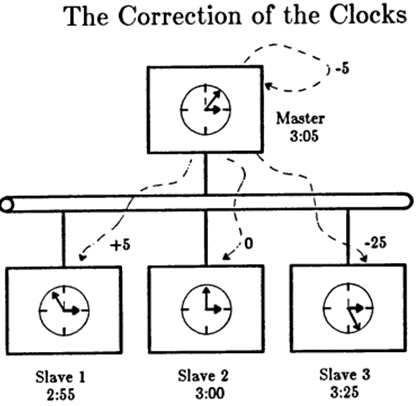 The Correction of the Clocks
-5
Master
3:05
+5
0
-25
Slave 1
2:55
Slave 2
3:00
Slave 3
3:25